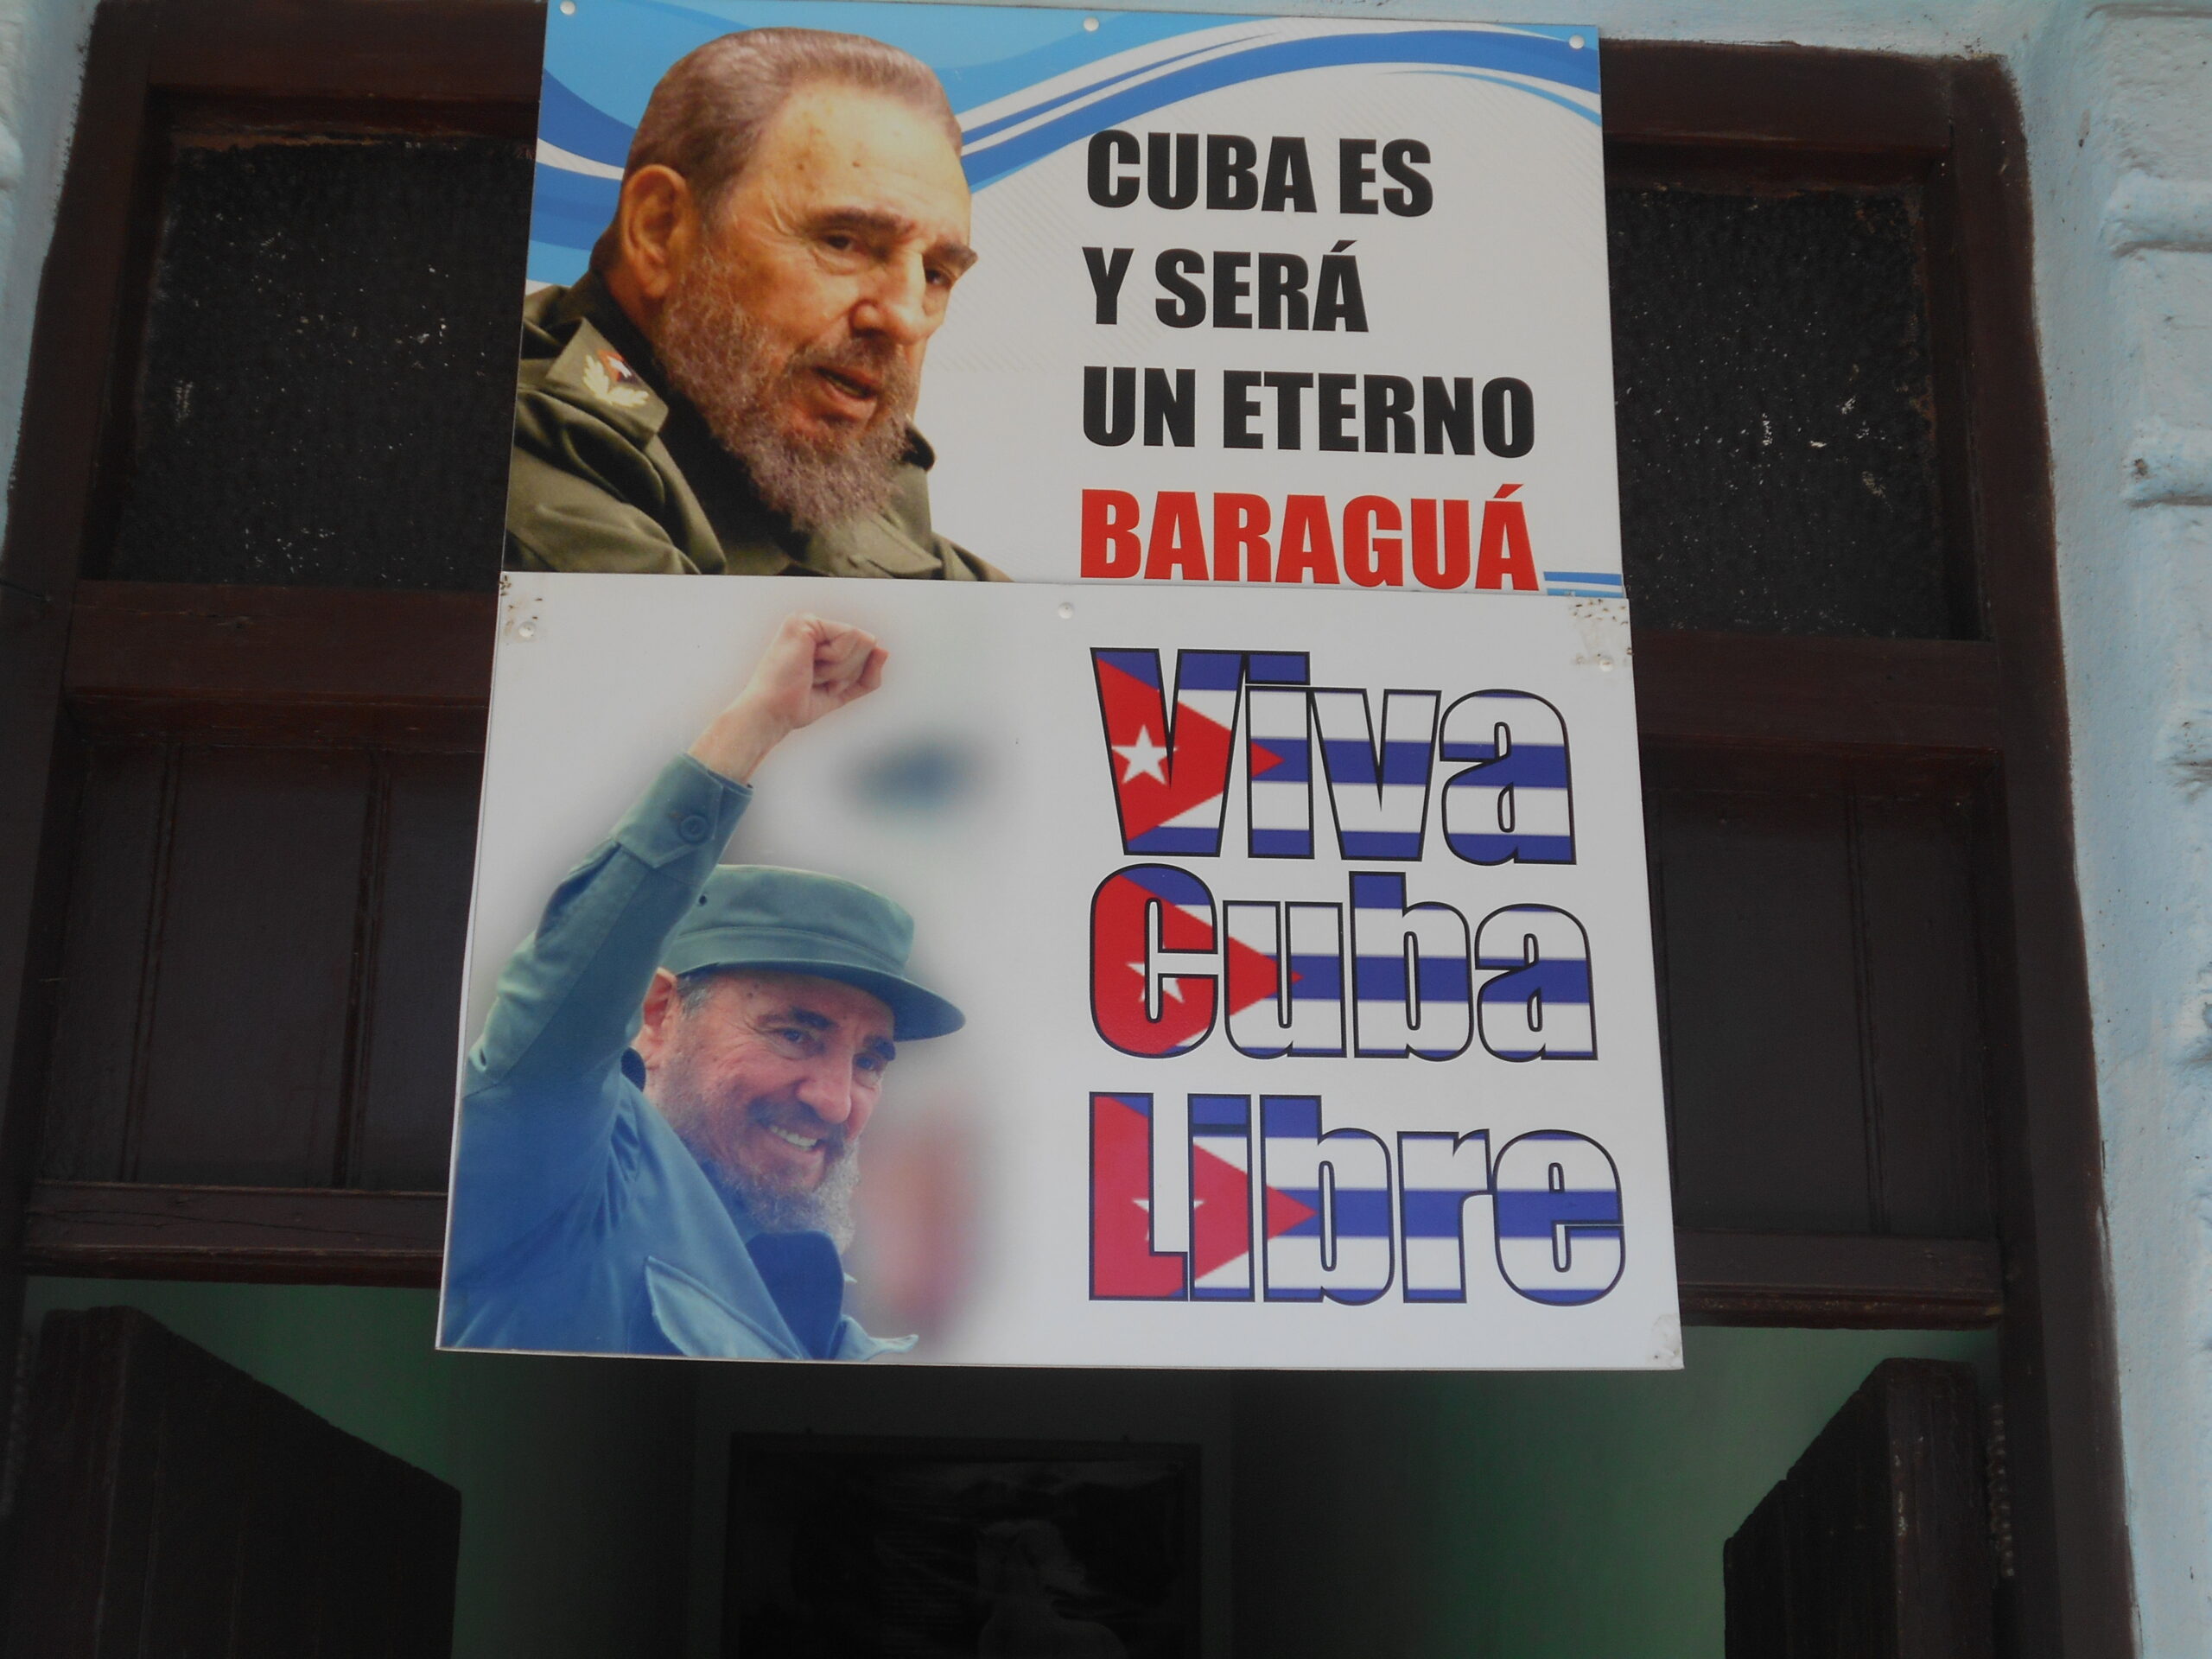 CUBA ES
Y SERÁ
UN ETERNO
BARAGUÁ
Viva
Cuba
Libre